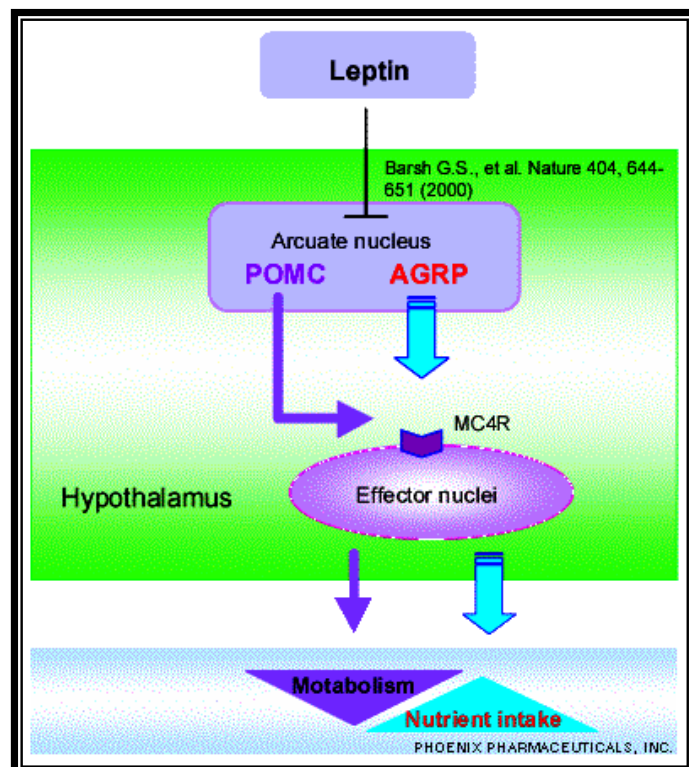 Leptin
Barsh G.S., et al. Nature 404, 644-
651 (2000)
Arcuate nucleus
POMC AGRP
MC4R
Effector nuclei
Hypothalamus
Motabolism
Nutrient intake
PHOENIX PHARMACEUTICALS, INC.